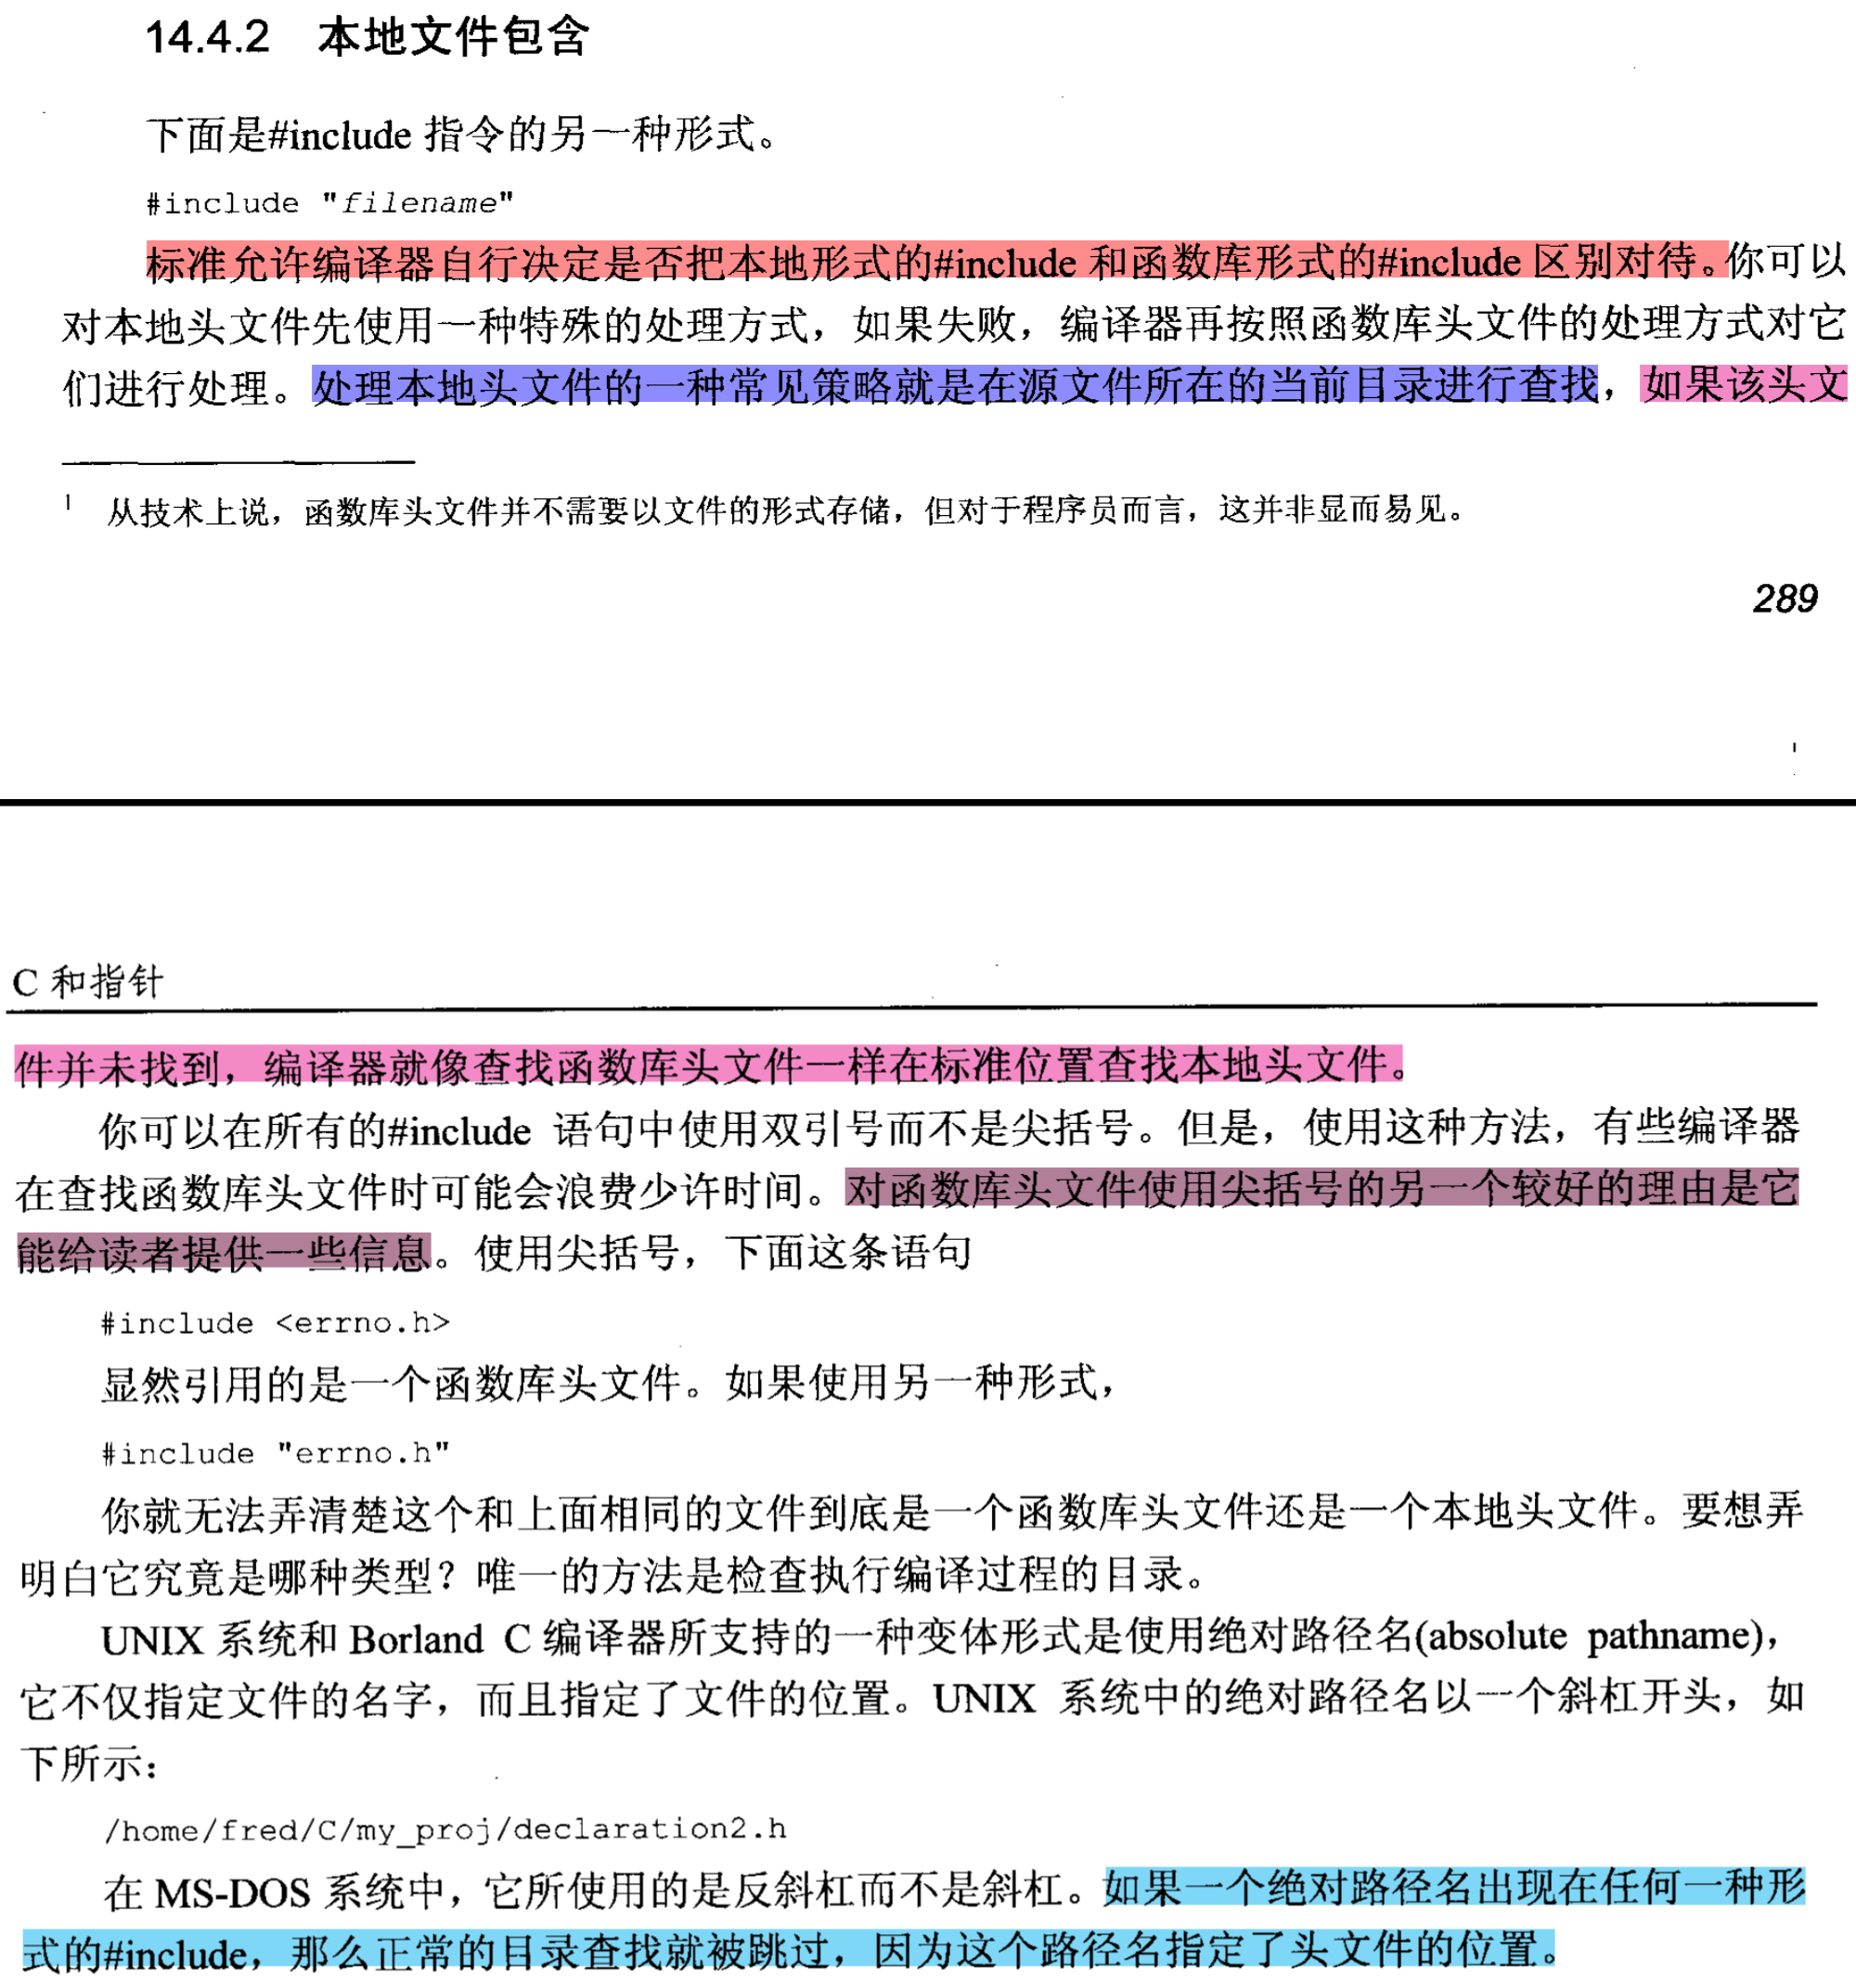 14.4.2 本地文件包含
下面是#include 指令的另一种形式。
#include "filename"
标准允许编译器自行决定是否把本地形式的#include 和函数库形式的#include 区别对待。你可以
对本地头文件先使用一种特殊的处理方式，如果失败，编译器再按照函数库头文件的处理方式对它
们进行处理。处理本地头文件的一种常见策略就是在源文件所在的当前目录进行查找，如果该头文
1 从技术上说，函数库头文件并不需要以文件的形式存储，但对于程序员而言，这并非显而易见。
289
C 和指针
件并未找到，编译器就像查找函数库头文件一样在标准位置查找本地头文件。
你可以在所有的#include 语句中使用双引号而不是尖括号。但是，使用这种方法，有些编译器
在查找函数库头文件时可能会浪费少许时间。对函数库头文件使用尖括号的另一个较好的理由是它
能给读者提供一些信息。使用尖括号，下面这条语句
#include <errno.h>
显然引用的是一个函数库头文件。如果使用另一种形式，
#include "errno.h"
你就无法弄清楚这个和上面相同的文件到底是一个函数库头文件还是一个本地头文件。要想弄
明白它究竟是哪种类型？唯一的方法是检查执行编译过程的目录。
UNIX 系统和 Borland C 编译器所支持的一种变体形式是使用绝对路径名(absolute pathname)，
它不仅指定文件的名字，而且指定了文件的位置。UNIX 系统中的绝对路径名以一个斜杠开头，如
下所示：
/home/fred/C/my_proj/declaration2.h
在 MS-DOS 系统中，它所使用的是反斜杠而不是斜杠。如果一个绝对路径名出现在任何一种形
式的#include，那么正常的目录查找就被跳过，因为这个路径名指定了头文件的位置。